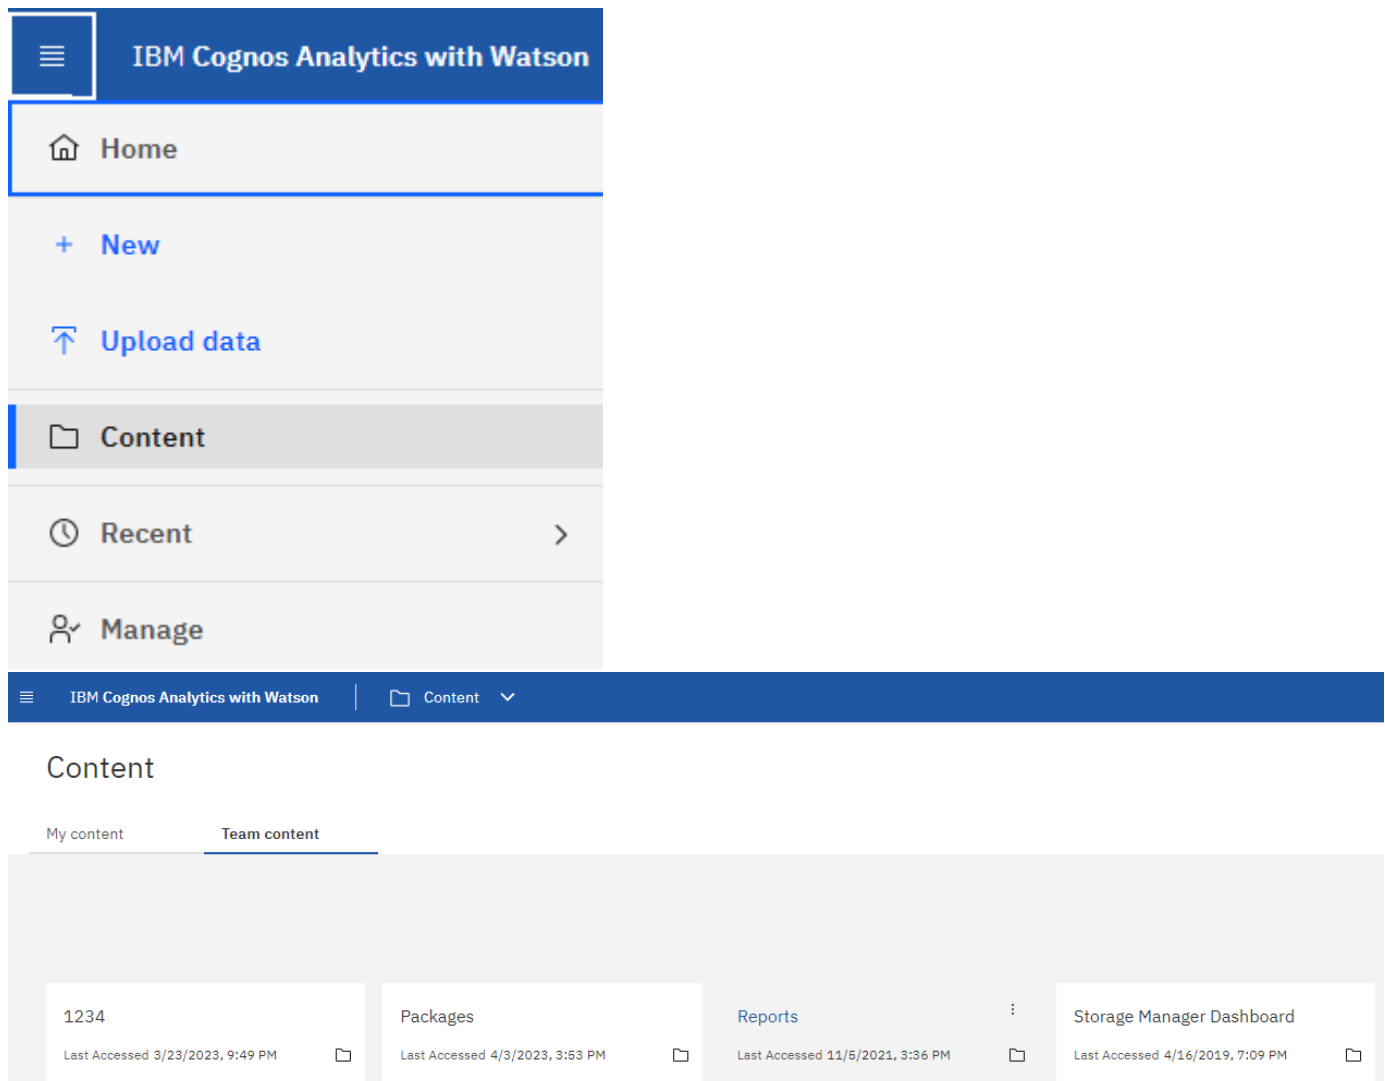 IBM Cognos Analytics with Watson
Home
New
Upload data
Content
Recent
Manage
IBM Cognos Analytics with Watson Content
Content
My content Team content
1234 Packages Reports Storage Manager Dashboard
Last Accessed 3/23/2023, 9:49 PM Last Accessed 4/3/2023, 3:53 PM Last Accessed 11/5/2021, 3:36 PM Last Accessed 4/16/2019, 7:09 PM